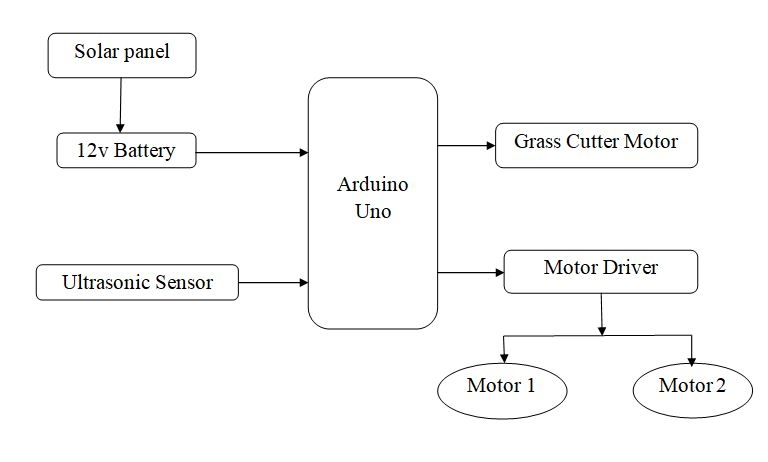 Solar panel
12v Battery
Ultrasonic Sensor
Arduino
Uno
Grass Cutter Motor
Motor Driver
Motor 1
Motor 2